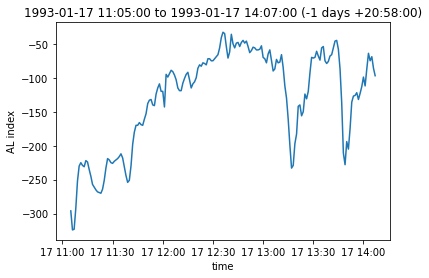 1993-01-17 11:05:00 to 1993-01-17 14:07:00 (-1 days +20:58:00)
−50
−100
−150
−200
−250
−300
AL index
17 11:00 17 11:30 17 12:00 17 12:30 17 13:00 17 13:30 17 14:00
time